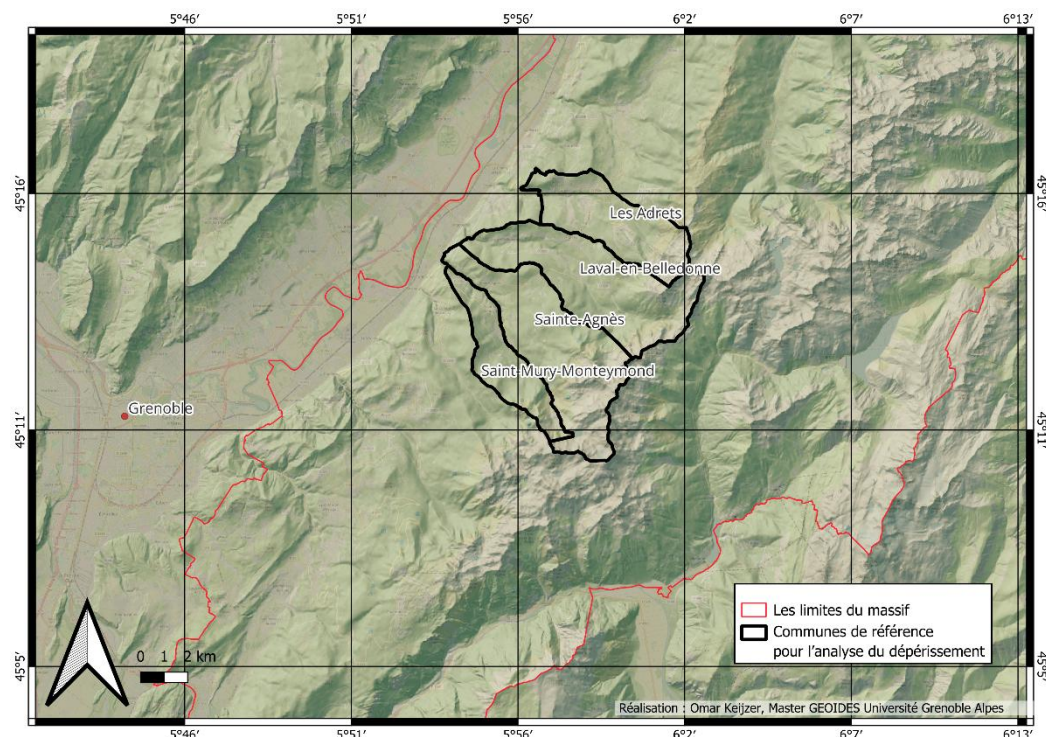 5°46′ 5°51′ 5°56′ 6°2′ 6°7′ 6°13′
45°16′ 45°16′
Les Adrets
Laval-en-Belledonne
Sainte-Agnès
Saint-Mury-Monteymond
Grenoble
45°11′ 45°11′
Les limites du massif
Communes de référence
pour l'analyse du dépérissement
0 1 2 km
45°5′ 45°5′
Réalisation : Omar Keijzer, Master GEOIDES Université Grenoble Alpes
5°46′ 5°51′ 5°56′ 6°2′ 6°7′ 6°13′